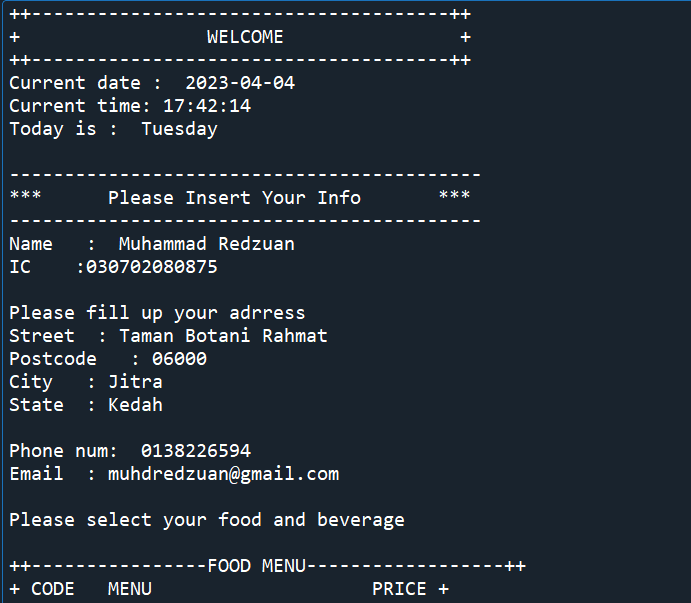 ++--------------------------------------++
+                 WELCOME                +
++--------------------------------------++
Current date :  2023-04-04
Current time: 17:42:14
Today is :  Tuesday
-------------------------------------------
***      Please Insert Your Info       ***
-------------------------------------------
Name   :  Muhammad Redzuan
IC    :030702080875
Please fill up your adrress
Street  : Taman Botani Rahmat
Postcode   : 06000
City   : Jitra
State  : Kedah
Phone num:  0138226594
Email  : muhdredzuan@gmail.com
Please select your food and beverage
++----------------FOOD MENU------------------++
+ CODE   MENU                    PRICE +